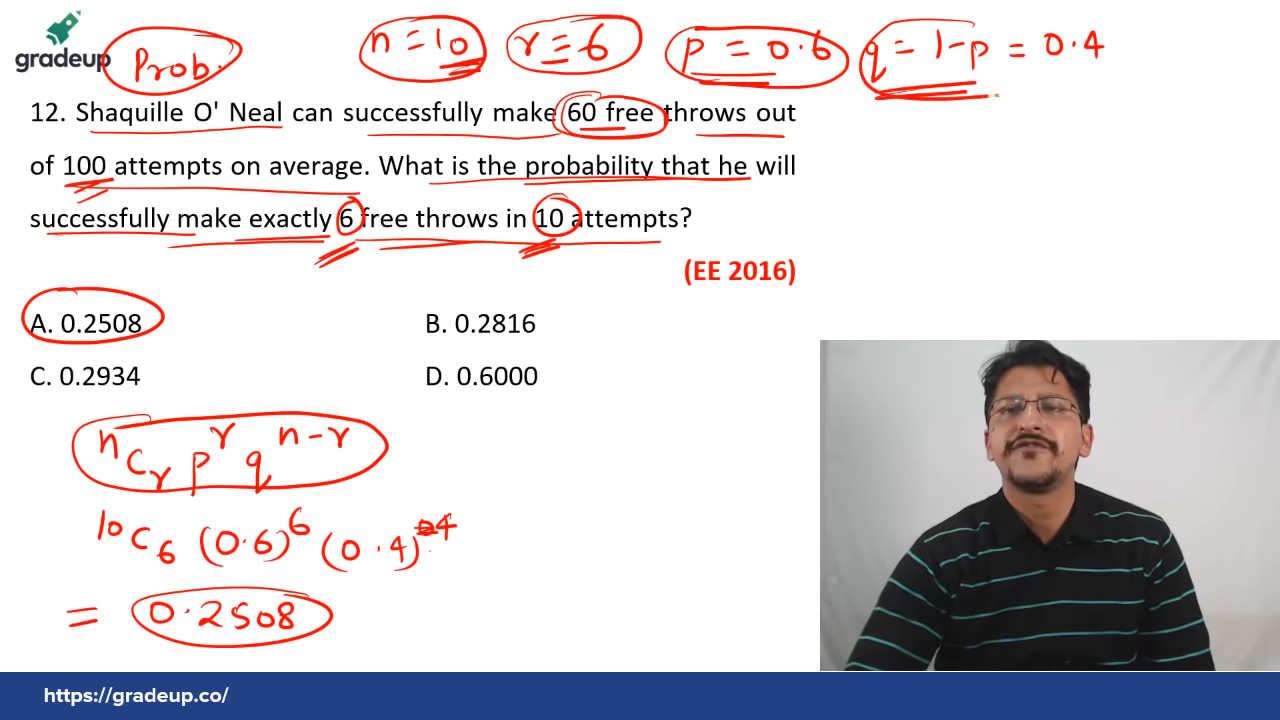 gradeup
Prob.
n = 10 r = 6 p = 0.6 q = 1-p = 0.4
12. Shaquille O' Neal can successfully make 60 free throws out
of 100 attempts on average. What is the probability that he will
successfully make exactly 6 free throws in 10 attempts?
(EE 2016)
A. 0.2508 B. 0.2816
C. 0.2934 D. 0.6000
ⁿCᵣ pʳ qⁿ⁻ʳ
¹⁰C₆ (0.6)⁶ (0.4)⁴
= 0.2508
https://gradeup.co/